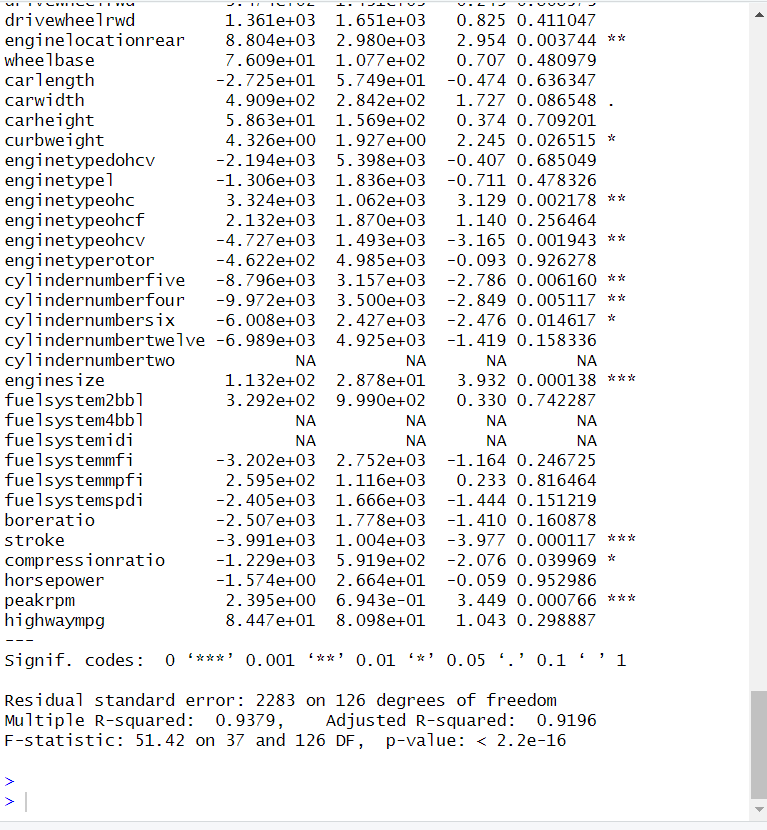 drivewheelrwd 1.361e+03 1.651e+03 0.825 0.411047
enginelocationrear 8.804e+03 2.980e+03 2.954 0.003744 **
wheelbase 7.609e+01 1.077e+02 0.707 0.480979
carlength -2.725e+01 5.749e+01 -0.474 0.636347
carwidth 4.909e+02 2.842e+02 1.727 0.086548 .
carheight 5.863e+01 1.569e+02 0.374 0.709201
curbweight 4.326e+00 1.927e+00 2.245 0.026515 *
enginetypedohcv -2.194e+03 5.398e+03 -0.407 0.685049
enginetypel -1.306e+03 1.836e+03 -0.711 0.478326
enginetypeohc 3.324e+03 1.062e+03 3.129 0.002178 **
enginetypeohcf 2.132e+03 1.870e+03 1.140 0.256464
enginetypeohcv -4.727e+03 1.493e+03 -3.165 0.001943 **
enginetyperotor -4.622e+02 4.985e+03 -0.093 0.926278
cylindernumberfive -8.796e+03 3.157e+03 -2.786 0.006160 **
cylindernumberfour -9.972e+03 3.500e+03 -2.849 0.005117 **
cylindernumbersix -6.008e+03 2.427e+03 -2.476 0.014617 *
cylindernumbertwelve -6.989e+03 4.925e+03 -1.419 0.158336
cylindernumbertwo NA NA NA NA
enginesize 1.132e+02 2.878e+01 3.932 0.000138 ***
fuelsystem2bbl 3.292e+02 9.990e+02 0.330 0.742287
fuelsystem4bbl NA NA NA NA
fuelsystemidi NA NA NA NA
fuelsystemmfi -3.202e+03 2.752e+03 -1.164 0.246725
fuelsystemmpfi 2.595e+02 1.116e+03 0.233 0.816464
fuelsystemspdi -2.405e+03 1.666e+03 -1.444 0.151219
boreratio -2.507e+03 1.778e+03 -1.410 0.160878
stroke -3.991e+03 1.004e+03 -3.977 0.000117 ***
compressionratio -1.229e+03 5.919e+02 -2.076 0.039969 *
horsepower -1.574e+00 2.664e+01 -0.059 0.952986
peakrpm 2.395e+00 6.943e-01 3.449 0.000766 ***
highwaympg 8.447e+01 8.098e+01 1.043 0.298887
---
Signif. codes: 0 ‘***’ 0.001 ‘**’ 0.01 ‘*’ 0.05 ‘.’ 0.1 ‘ ’ 1
Residual standard error: 2283 on 126 degrees of freedom
Multiple R-squared: 0.9379, Adjusted R-squared: 0.9196
F-statistic: 51.42 on 37 and 126 DF, p-value: < 2.2e-16
>
>